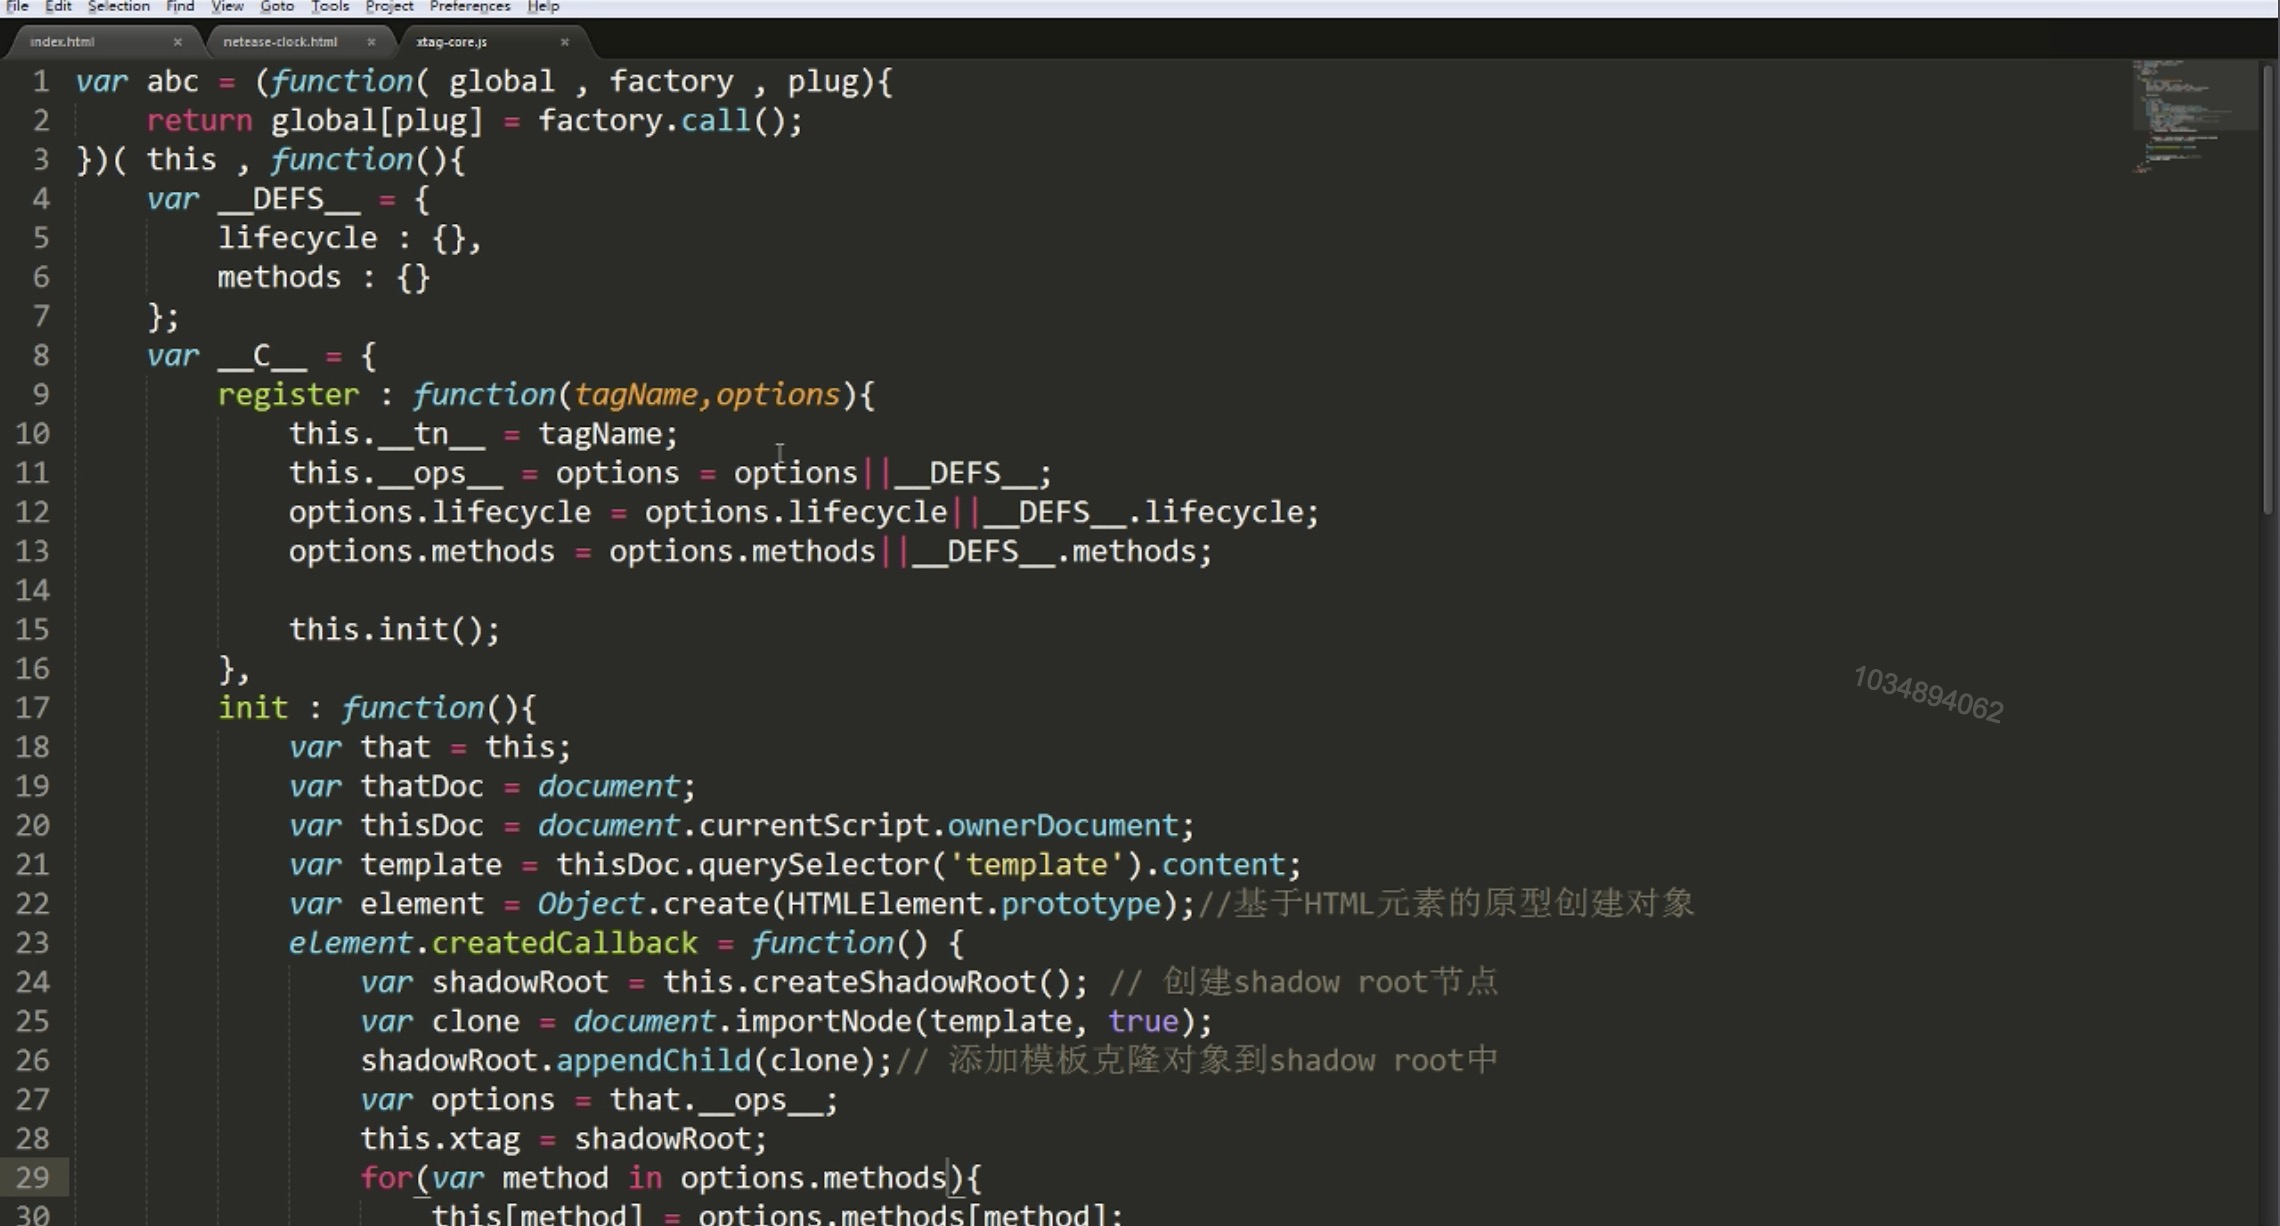 File Edit Selection Find View Goto Tools Project Preferences Help
index.html × netease-clock.html × xtag-core.js ×
1 var abc = (function( global , factory , plug){
2 return global[plug] = factory.call();
3 })( this , function(){
4 var __DEFS__ = {
5 lifecycle : {},
6 methods : {}
7 };
8 var __C__ = {
9 register : function(tagName,options){
10 this.__tn__ = tagName;
11 this.__ops__ = options = options||__DEFS__;
12 options.lifecycle = options.lifecycle||__DEFS__.lifecycle;
13 options.methods = options.methods||__DEFS__.methods;
14
15 this.init();
16 },
17 init : function(){
18 var that = this;
19 var thatDoc = document;
20 var thisDoc = document.currentScript.ownerDocument;
21 var template = thisDoc.querySelector('template').content;
22 var element = Object.create(HTMLElement.prototype);//基于HTML元素的原型创建对象
23 element.createdCallback = function() {
24 var shadowRoot = this.createShadowRoot(); // 创建shadow root节点
25 var clone = document.importNode(template, true);
26 shadowRoot.appendChild(clone);// 添加模板克隆对象到shadow root中
27 var options = that.__ops__;
28 this.xtag = shadowRoot;
29 for(var method in options.methods){
30 this[method] = options.methods[method];
1034894062